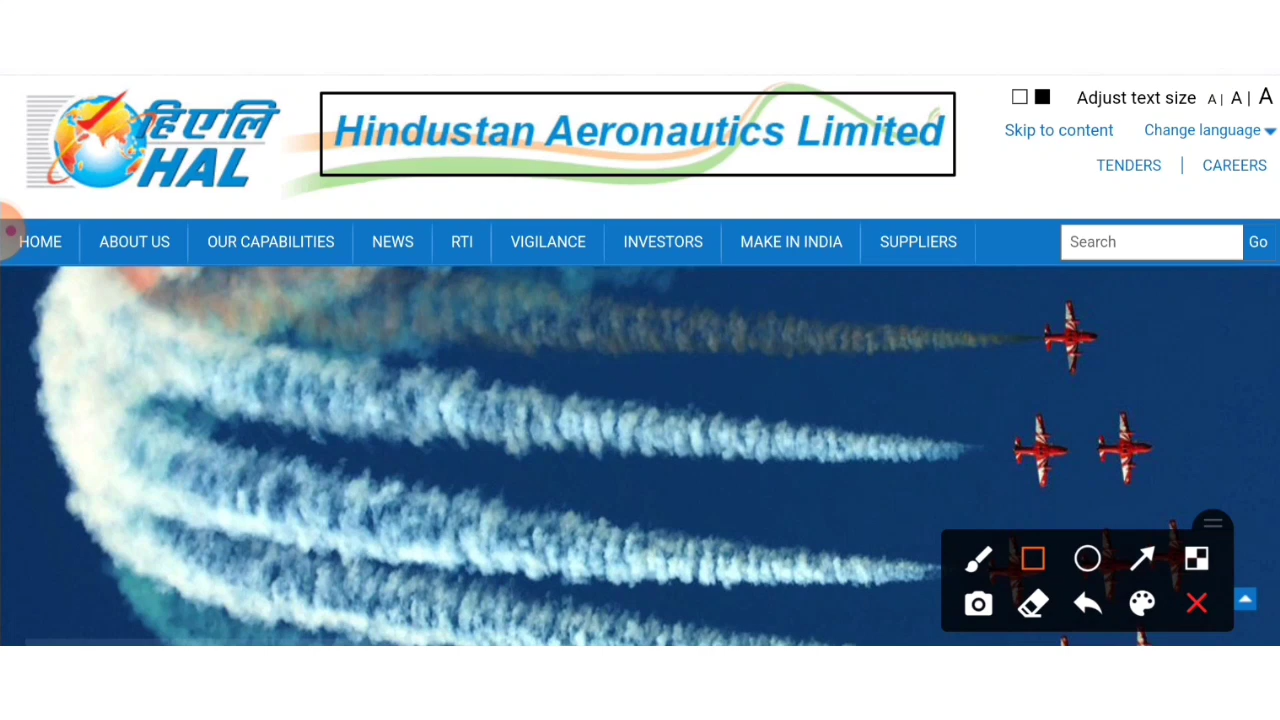 हिएलि
HAL
Hindustan Aeronautics Limited
Adjust text size A | A | A
Skip to content Change language
TENDERS | CAREERS
HOME ABOUT US OUR CAPABILITIES NEWS RTI VIGILANCE INVESTORS MAKE IN INDIA SUPPLIERS Search Go